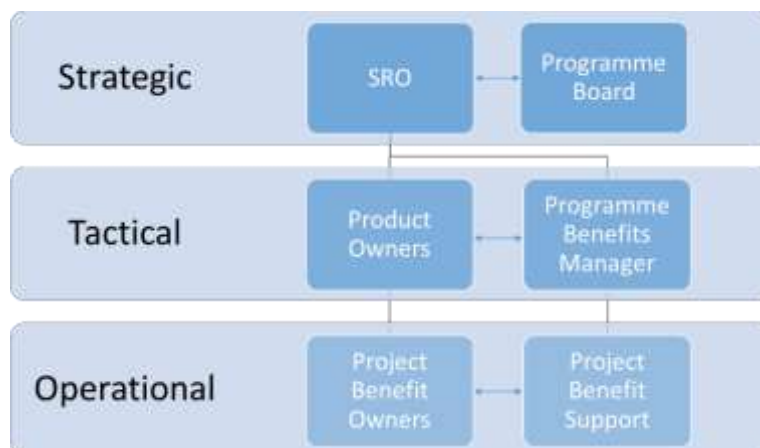 Strategic
SRO
Programme
Board
Tactical
Product
Owners
Programme
Benefits
Manager
Operational
Project
Benefit
Owners
Project
Benefit
Support